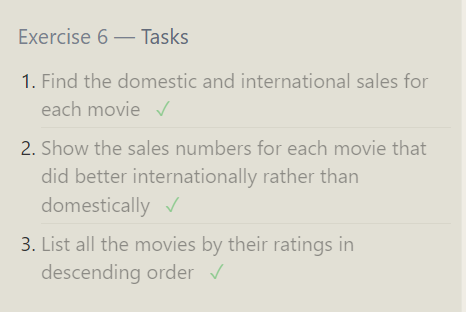 Exercise 6 — Tasks
1. Find the domestic and international sales for
each movie ✓
2. Show the sales numbers for each movie that
did better internationally rather than
domestically ✓
3. List all the movies by their ratings in
descending order ✓